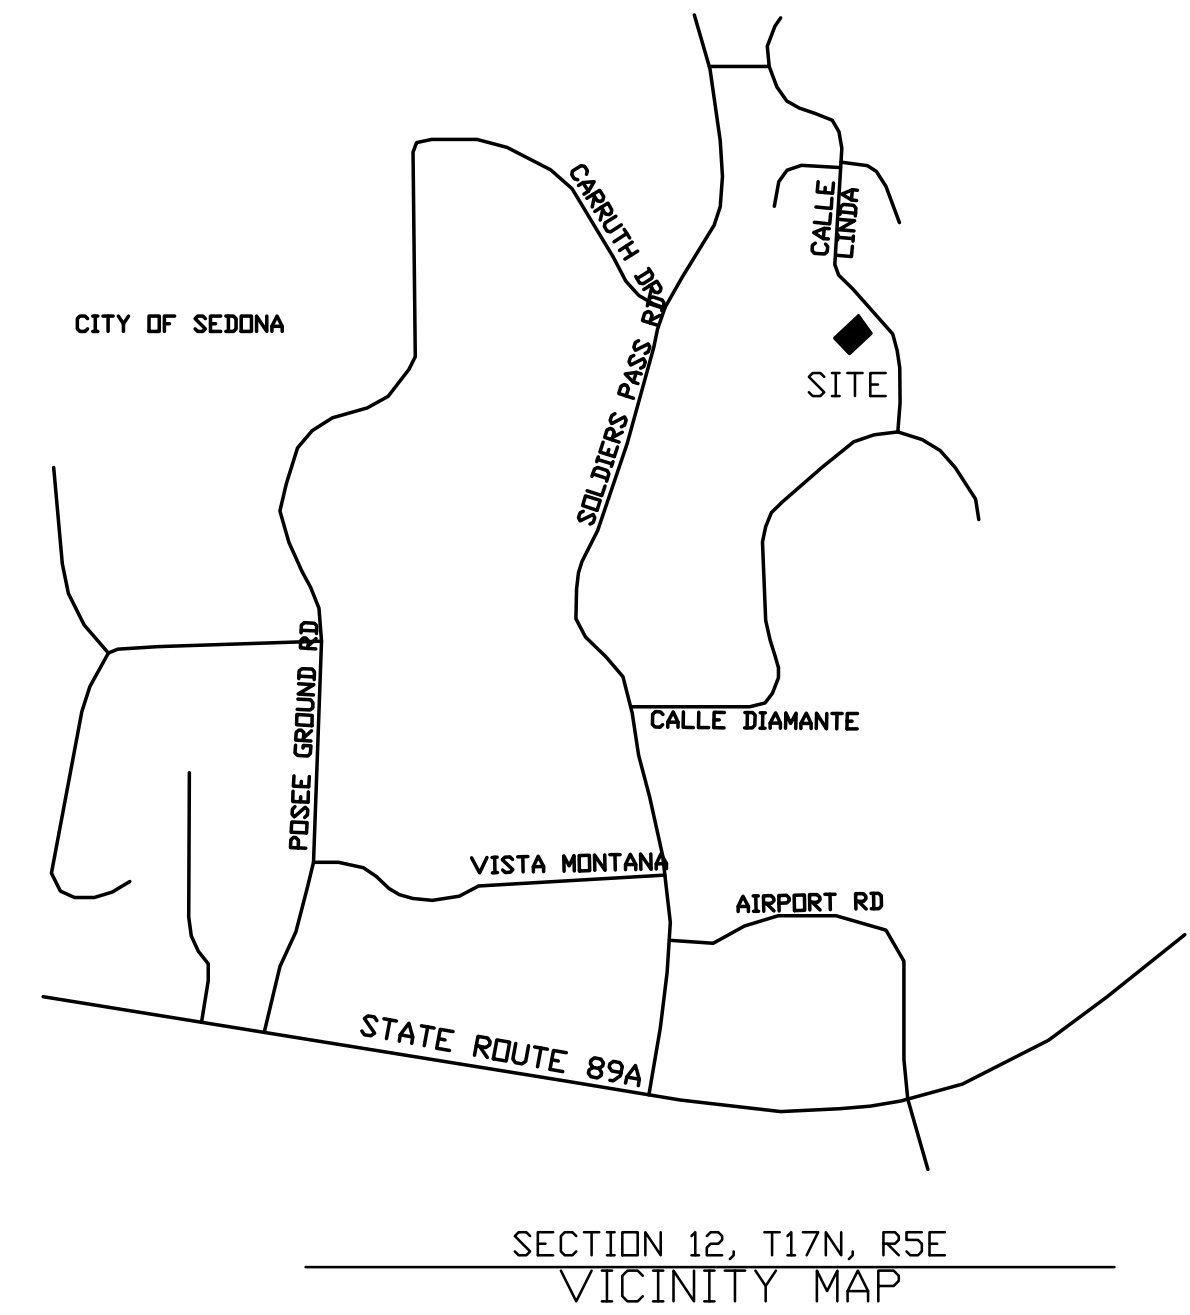 CARRUTH DR
CALLE
LINDA
CITY OF SEDONA
SITE
SOLDIERS PASS RD
POSEE GROUND RD
CALLE DIAMANTE
VISTA MONTANA
AIRPORT RD
STATE ROUTE 89A
SECTION 12, T17N, R5E
VICINITY MAP